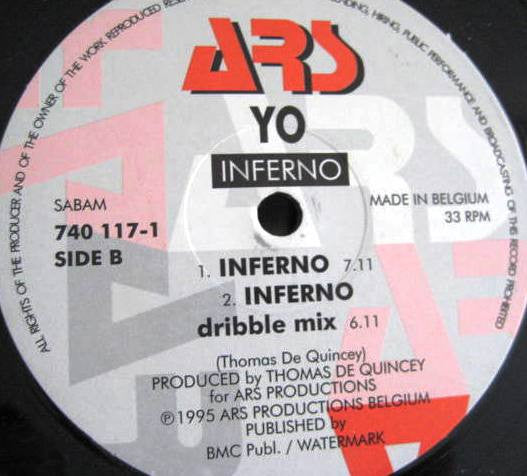 ALL RIGHTS OF THE PRODUCER AND OF THE OWNER OF THE WORK REPRODUCED
HIRING, PUBLIC PERFORMANCE AND BROADCASTING OF THIS RECORD PROHIBITED
ARS
YO
INFERNO
SABAM
740 117-1
SIDE B
MADE IN BELGIUM
33 RPM
1. INFERNO 7.11
2. INFERNO
dribble mix 6.11
(Thomas De Quincey)
PRODUCED by THOMAS DE QUINCEY
for ARS PRODUCTIONS
℗ 1995 ARS PRODUCTIONS BELGIUM
PUBLISHED by
BMC Publ. / WATERMARK